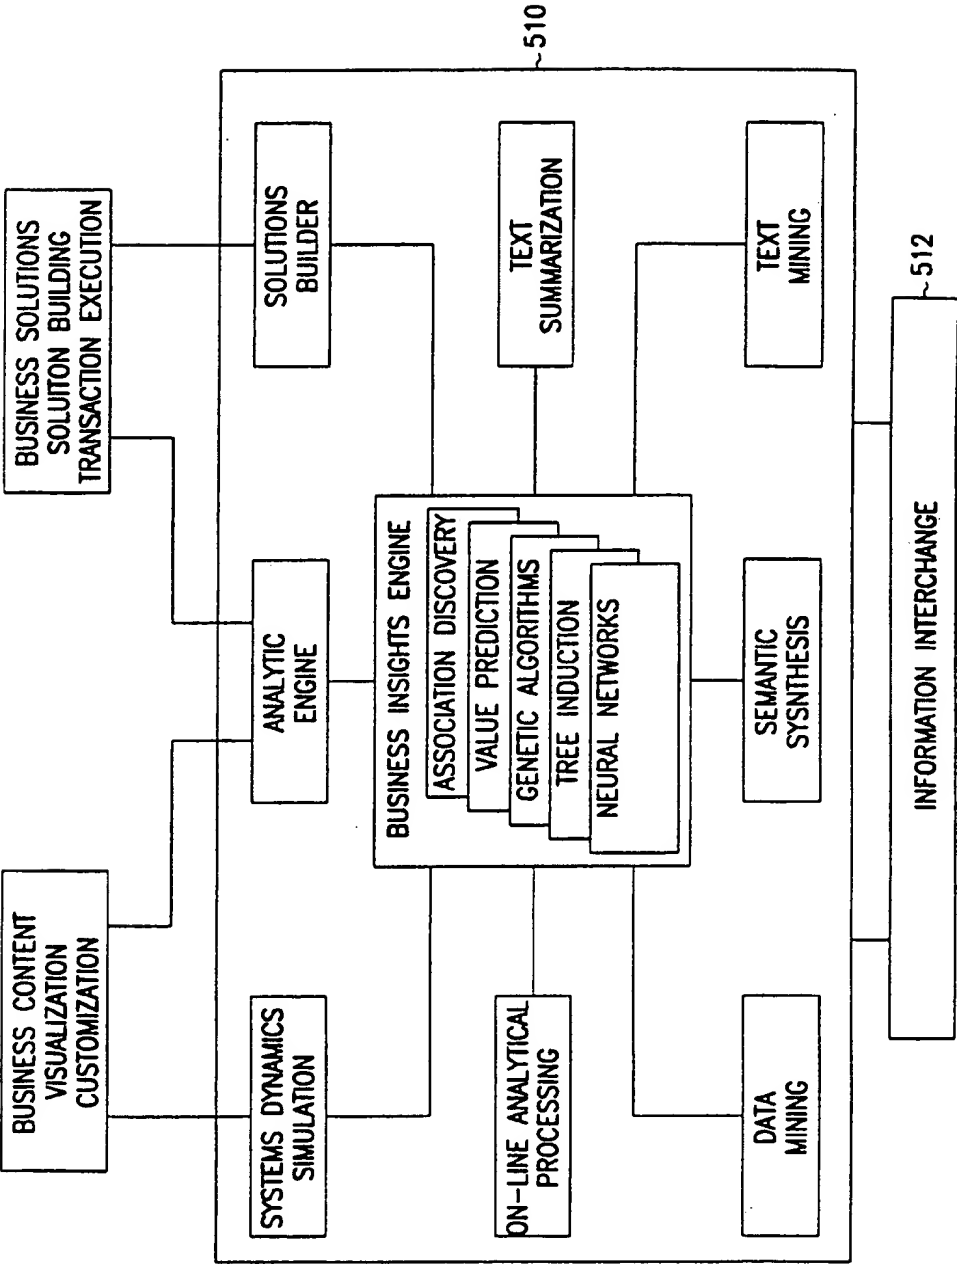 BUSINESS CONTENT
VISUALIZATION
CUSTOMIZATION
BUSINESS SOLUTIONS
SOLUITON BUILDING
TRANSACTION EXECUTION
510
SYSTEMS DYNAMICS
SIMULATION
ANALYTIC
ENGINE
SOLUTIONS
BUILDER
BUSINESS INSIGHTS ENGINE
ASSOCIATION DISCOVERY
VALUE PREDICTION
GENETIC ALGORITHMS
TREE INDUCTION
NEURAL NETWORKS
ON-LINE ANALYTICAL
PROCESSING
TEXT
SUMMARIZATION
DATA
MINING
SEMANTIC
SYSNTHESIS
TEXT
MINING
512
INFORMATION INTERCHANGE